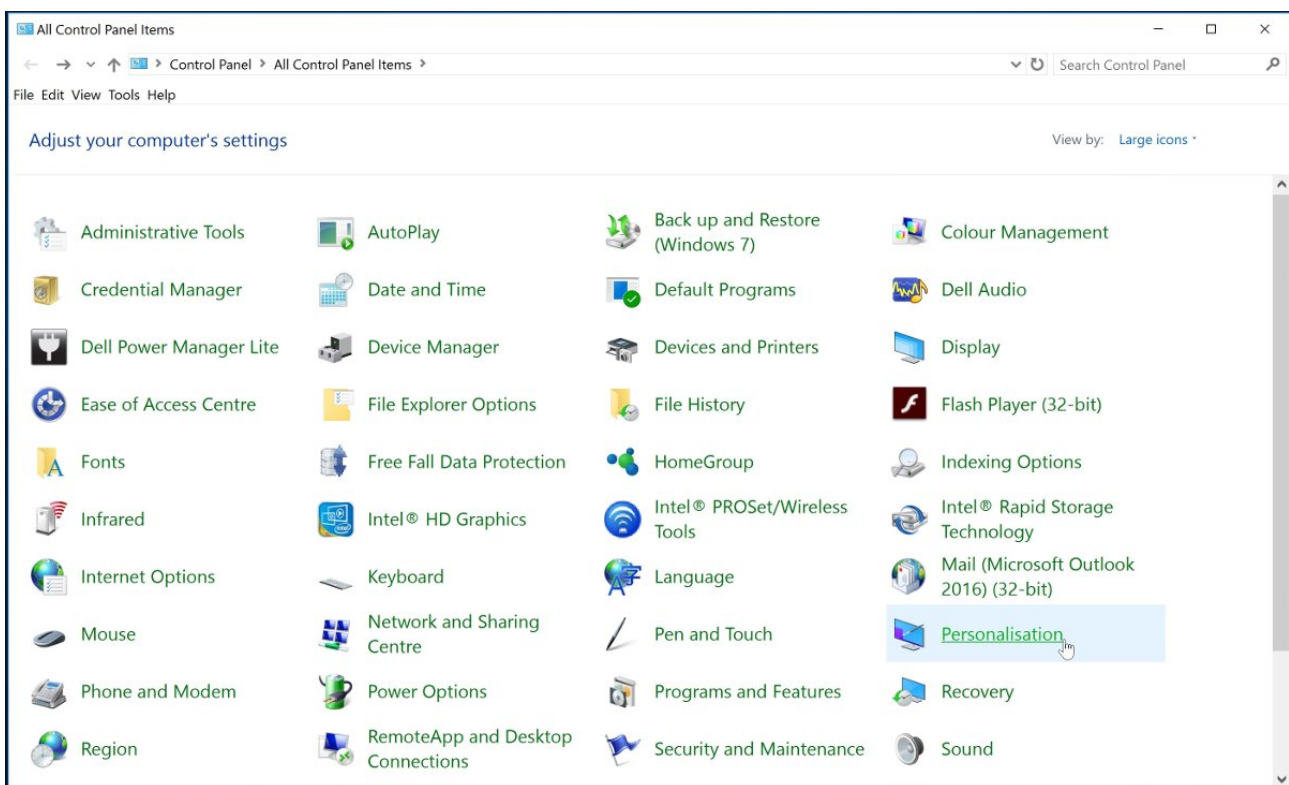 All Control Panel Items
Control Panel > All Control Panel Items >
Search Control Panel
File Edit View Tools Help
Adjust your computer's settings
View by: Large icons
Administrative Tools
AutoPlay
Back up and Restore
(Windows 7)
Colour Management
Credential Manager
Date and Time
Default Programs
Dell Audio
Dell Power Manager Lite
Device Manager
Devices and Printers
Display
Ease of Access Centre
File Explorer Options
File History
Flash Player (32-bit)
Fonts
Free Fall Data Protection
HomeGroup
Indexing Options
Infrared
Intel® HD Graphics
Intel® PROSet/Wireless
Tools
Intel® Rapid Storage
Technology
Internet Options
Keyboard
Language
Mail (Microsoft Outlook
2016) (32-bit)
Mouse
Network and Sharing
Centre
Pen and Touch
Personalisation
Phone and Modem
Power Options
Programs and Features
Recovery
Region
RemoteApp and Desktop
Connections
Security and Maintenance
Sound